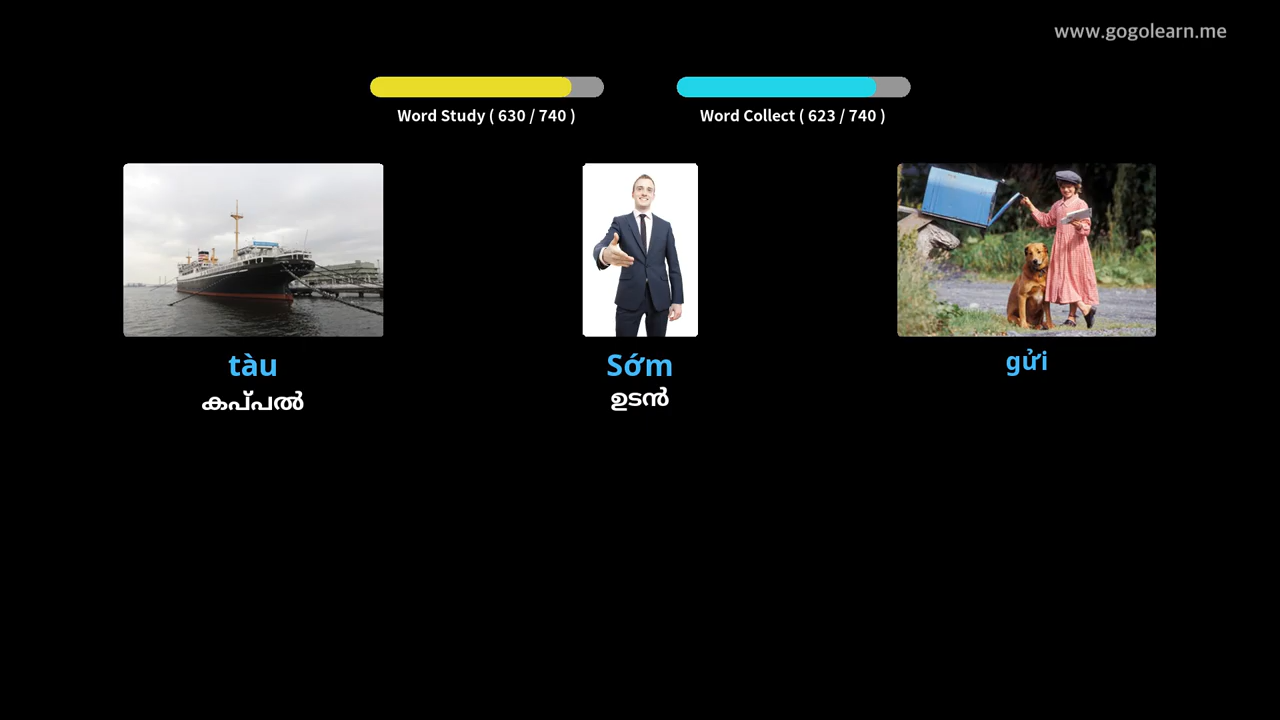 www.gogolearn.me
Word Study ( 630 / 740 )
Word Collect ( 623 / 740 )
tàu
Sớm
gửi
കപ്പൽ
ഉടൻ